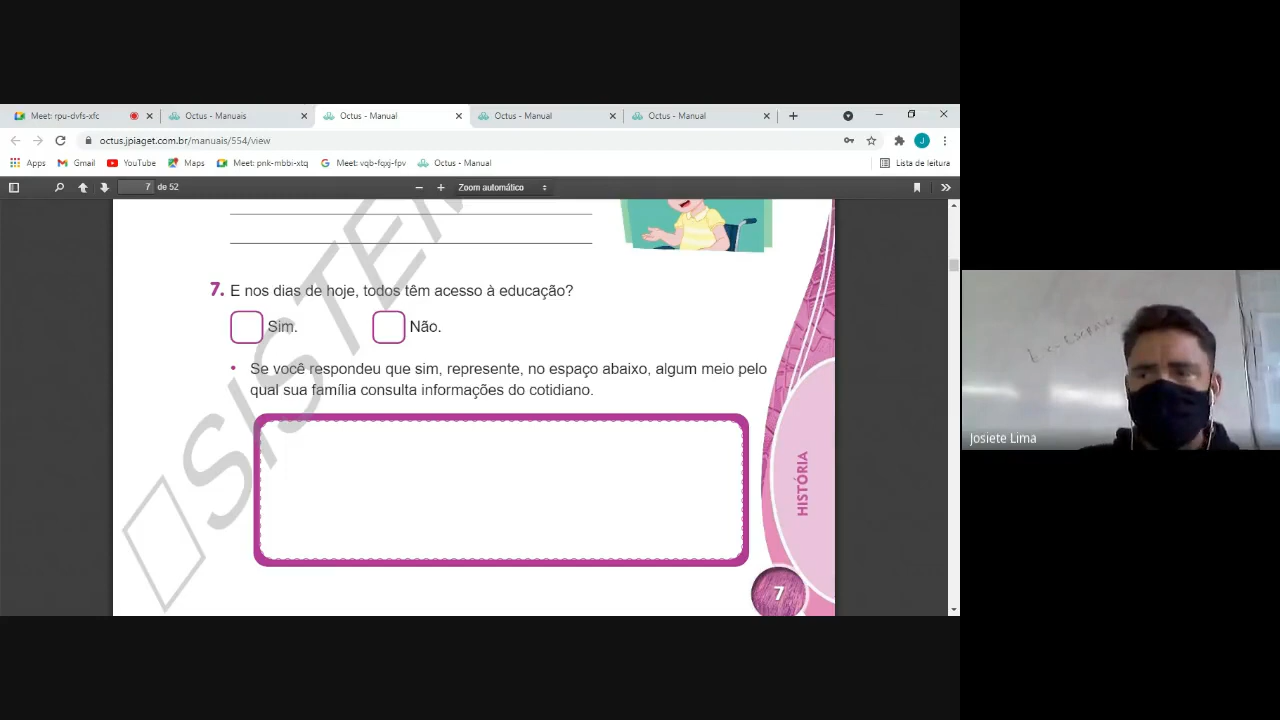 Meet: rpu-dvfs-xfc
Octus - Manuais
Octus - Manual
Octus - Manual
Octus - Manual
octus.jpiaget.com.br/manuais/554/view
J
Apps
Gmail
YouTube
Maps
Meet: pnk-mbbi-xtq
Meet: vqb-fqxj-fpv
Octus - Manual
Lista de leitura
7 de 52
Zoom automático
7. E nos dias de hoje, todos têm acesso à educação?
Sim.
Não.
• Se você respondeu que sim, represente, no espaço abaixo, algum meio pelo
qual sua família consulta informações do cotidiano.
SISTEM
HISTÓRIA
7
Josiete Lima